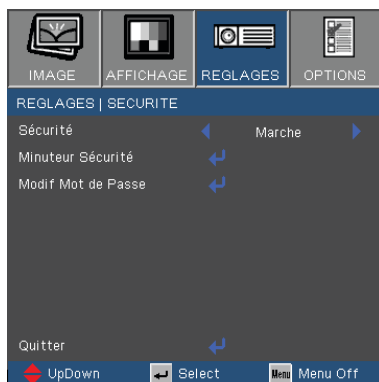 IMAGE AFFICHAGE REGLAGES OPTIONS
REGLAGES | SECURITE
Sécurité Marche
Minuteur Sécurité
Modif Mot de Passe
Quitter
UpDown Select Menu Menu Off